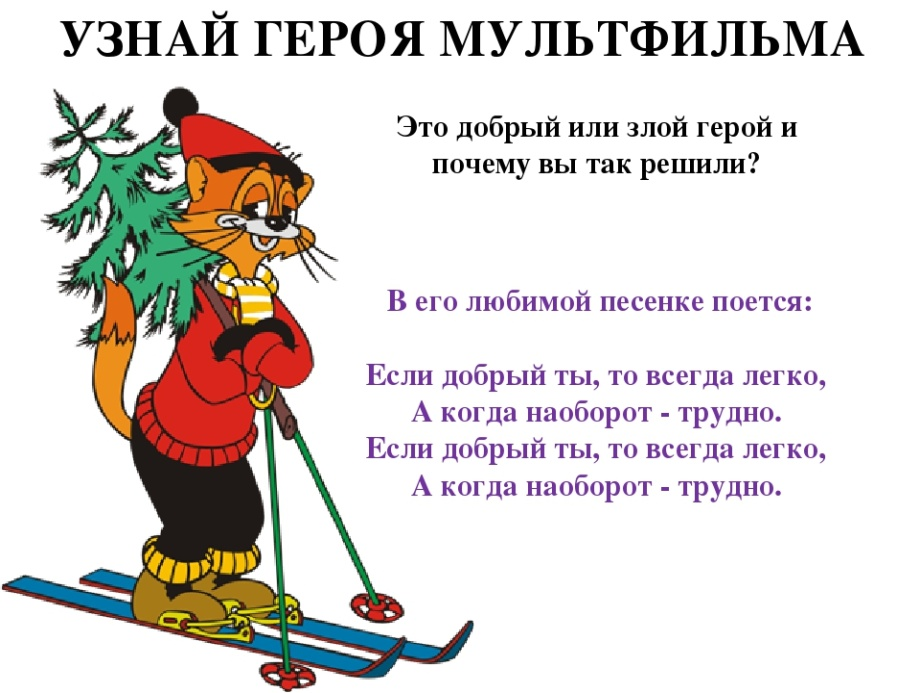 УЗНАЙ ГЕРОЯ МУЛЬТФИЛЬМА
Это добрый или злой герой и
почему вы так решили?
В его любимой песенке поется:
Если добрый ты, то всегда легко,
А когда наоборот - трудно.
Если добрый ты, то всегда легко,
А когда наоборот - трудно.